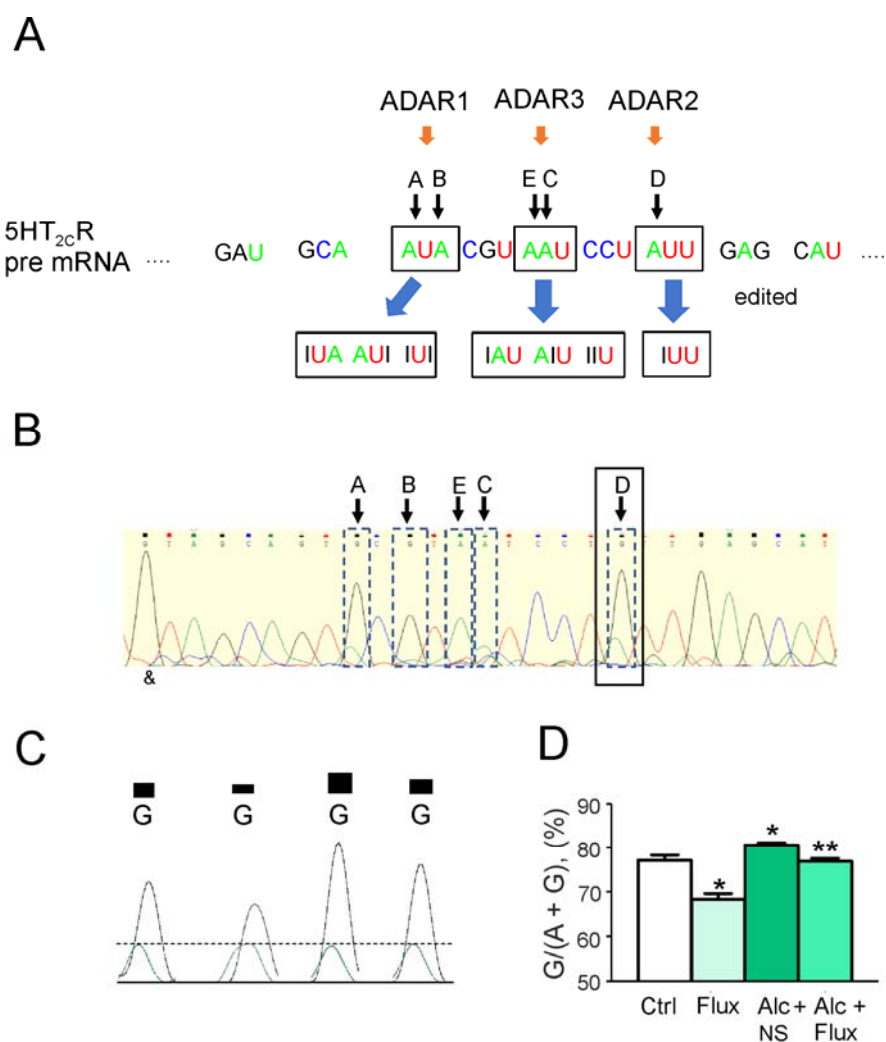 A
ADAR1 ADAR3 ADAR2
A B E C D
5HT2CR
pre mRNA .... GAU GCA AUA CGU AAU CCU AUU GAG CAU ....
edited
IUA AUI IUI IAU AIU IIU IUU
B
A B E C D
G T A G C A G T G C G T A A T C C T G T T G A G C A T
&
C
G G G G
D
G/(A + G), (%)
90
80
70
60
50
* * **
Ctrl Flux Alc + NS Alc + Flux